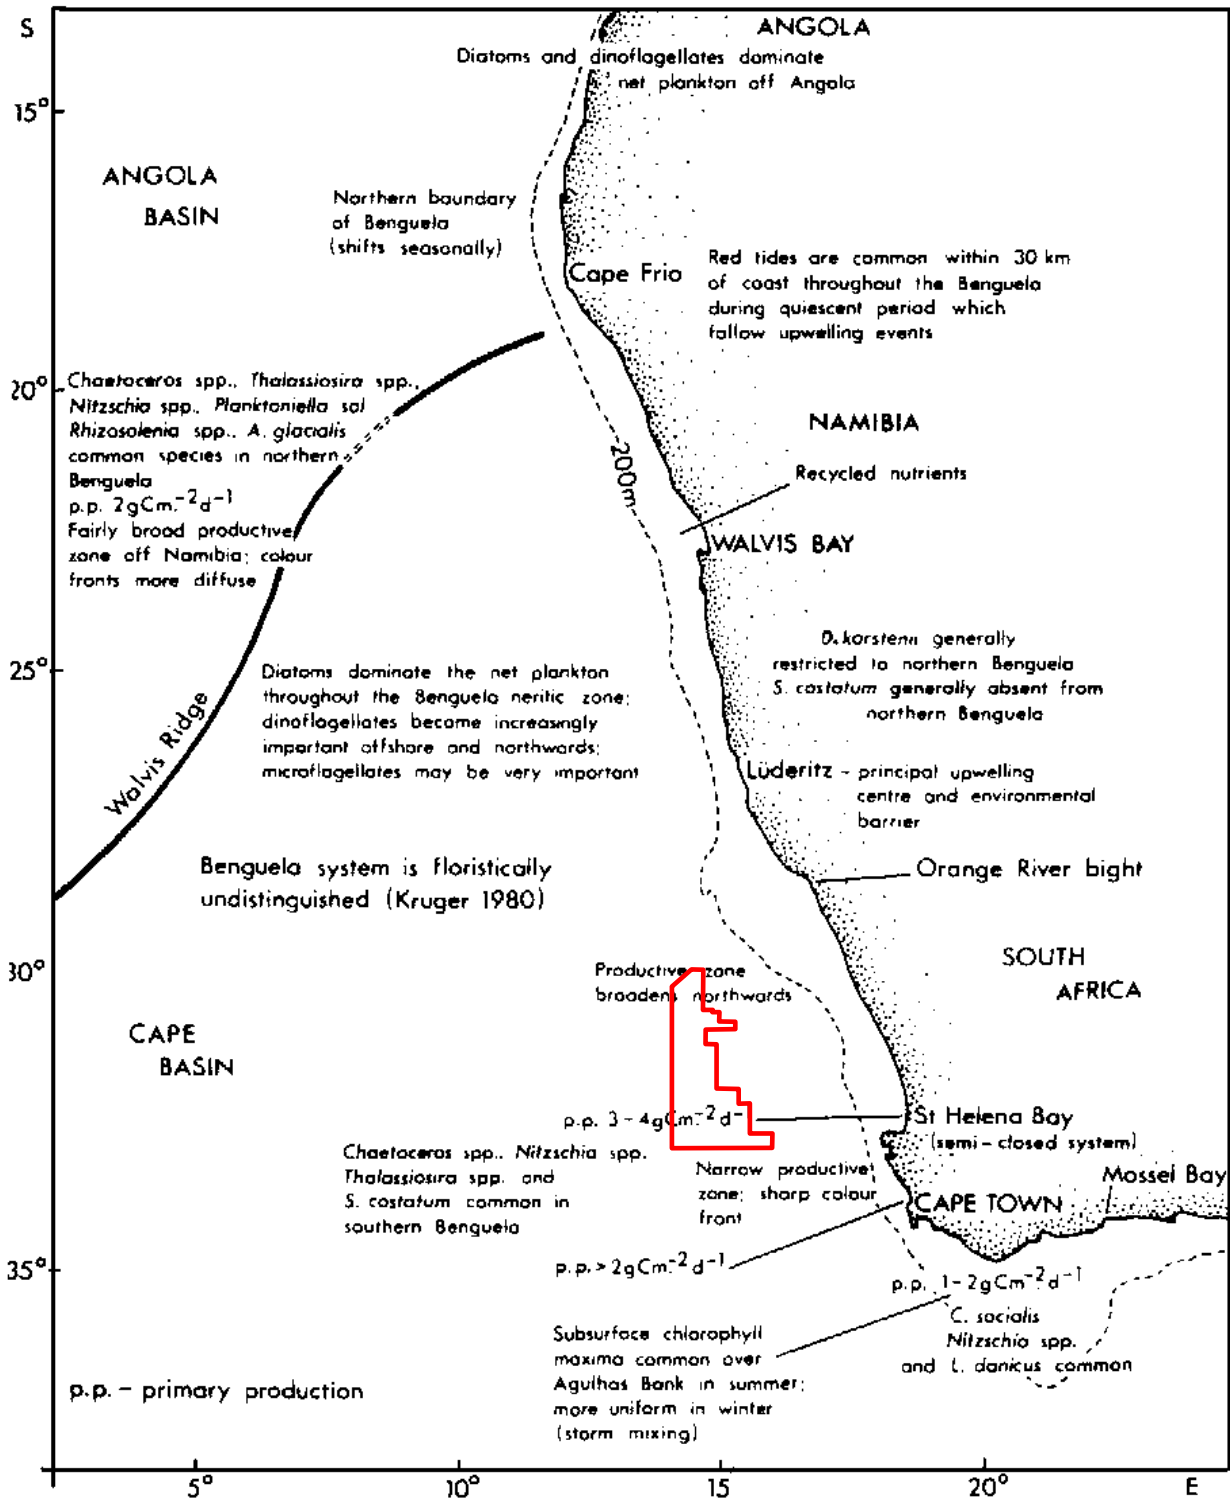 S
ANGOLA
Diatoms and dinoflagellates dominate
net plankton off Angola
15°
ANGOLA
BASIN
Northern boundary
of Benguela
(shifts seasonally)
Cape Frio
Red tides are common within 30 km
of coast throughout the Benguela
during quiescent period which
follow upwelling events
20°
Chaetoceros spp., Thalassiosira spp.,
Nitzschia spp., Planktoniella sol
Rhizosolenia spp., A. glacialis
common species in northern
Benguela
p.p. 2gCm.⁻²d⁻¹
Fairly broad productive
zone off Namibia; colour
fronts more diffuse
NAMIBIA
200m
Recycled nutrients
WALVIS BAY
25°
D. karstenii generally
restricted to northern Benguela
S. costatum generally absent from
northern Benguela
Diatoms dominate the net plankton
throughout the Benguela neritic zone;
dinoflagellates become increasingly
important offshore and northwards;
microflagellates may be very important
Walvis Ridge
Lüderitz - principal upwelling
centre and environmental
barrier
Benguela system is floristically
undistinguished (Kruger 1980)
Orange River bight
30°
Productive zone
broadens northwards
SOUTH
AFRICA
CAPE
BASIN
p.p. 3-4gCm.⁻²d⁻
St Helena Bay
(semi-closed system)
Chaetoceros spp., Nitzschia spp.
Thalassiosira spp. and
S. costatum common in
southern Benguela
Narrow productive
zone; sharp colour
front
Mossel Bay
CAPE TOWN
35°
p.p.>2gCm.⁻²d⁻¹
p.p. 1-2gCm.⁻²d⁻¹
C. socialis
Nitzschia spp.
and L. danicus common
Subsurface chlorophyll
maxima common over
Agulhas Bank in summer;
more uniform in winter
(storm mixing)
p.p.- primary production
5°
10°
15
20°
E